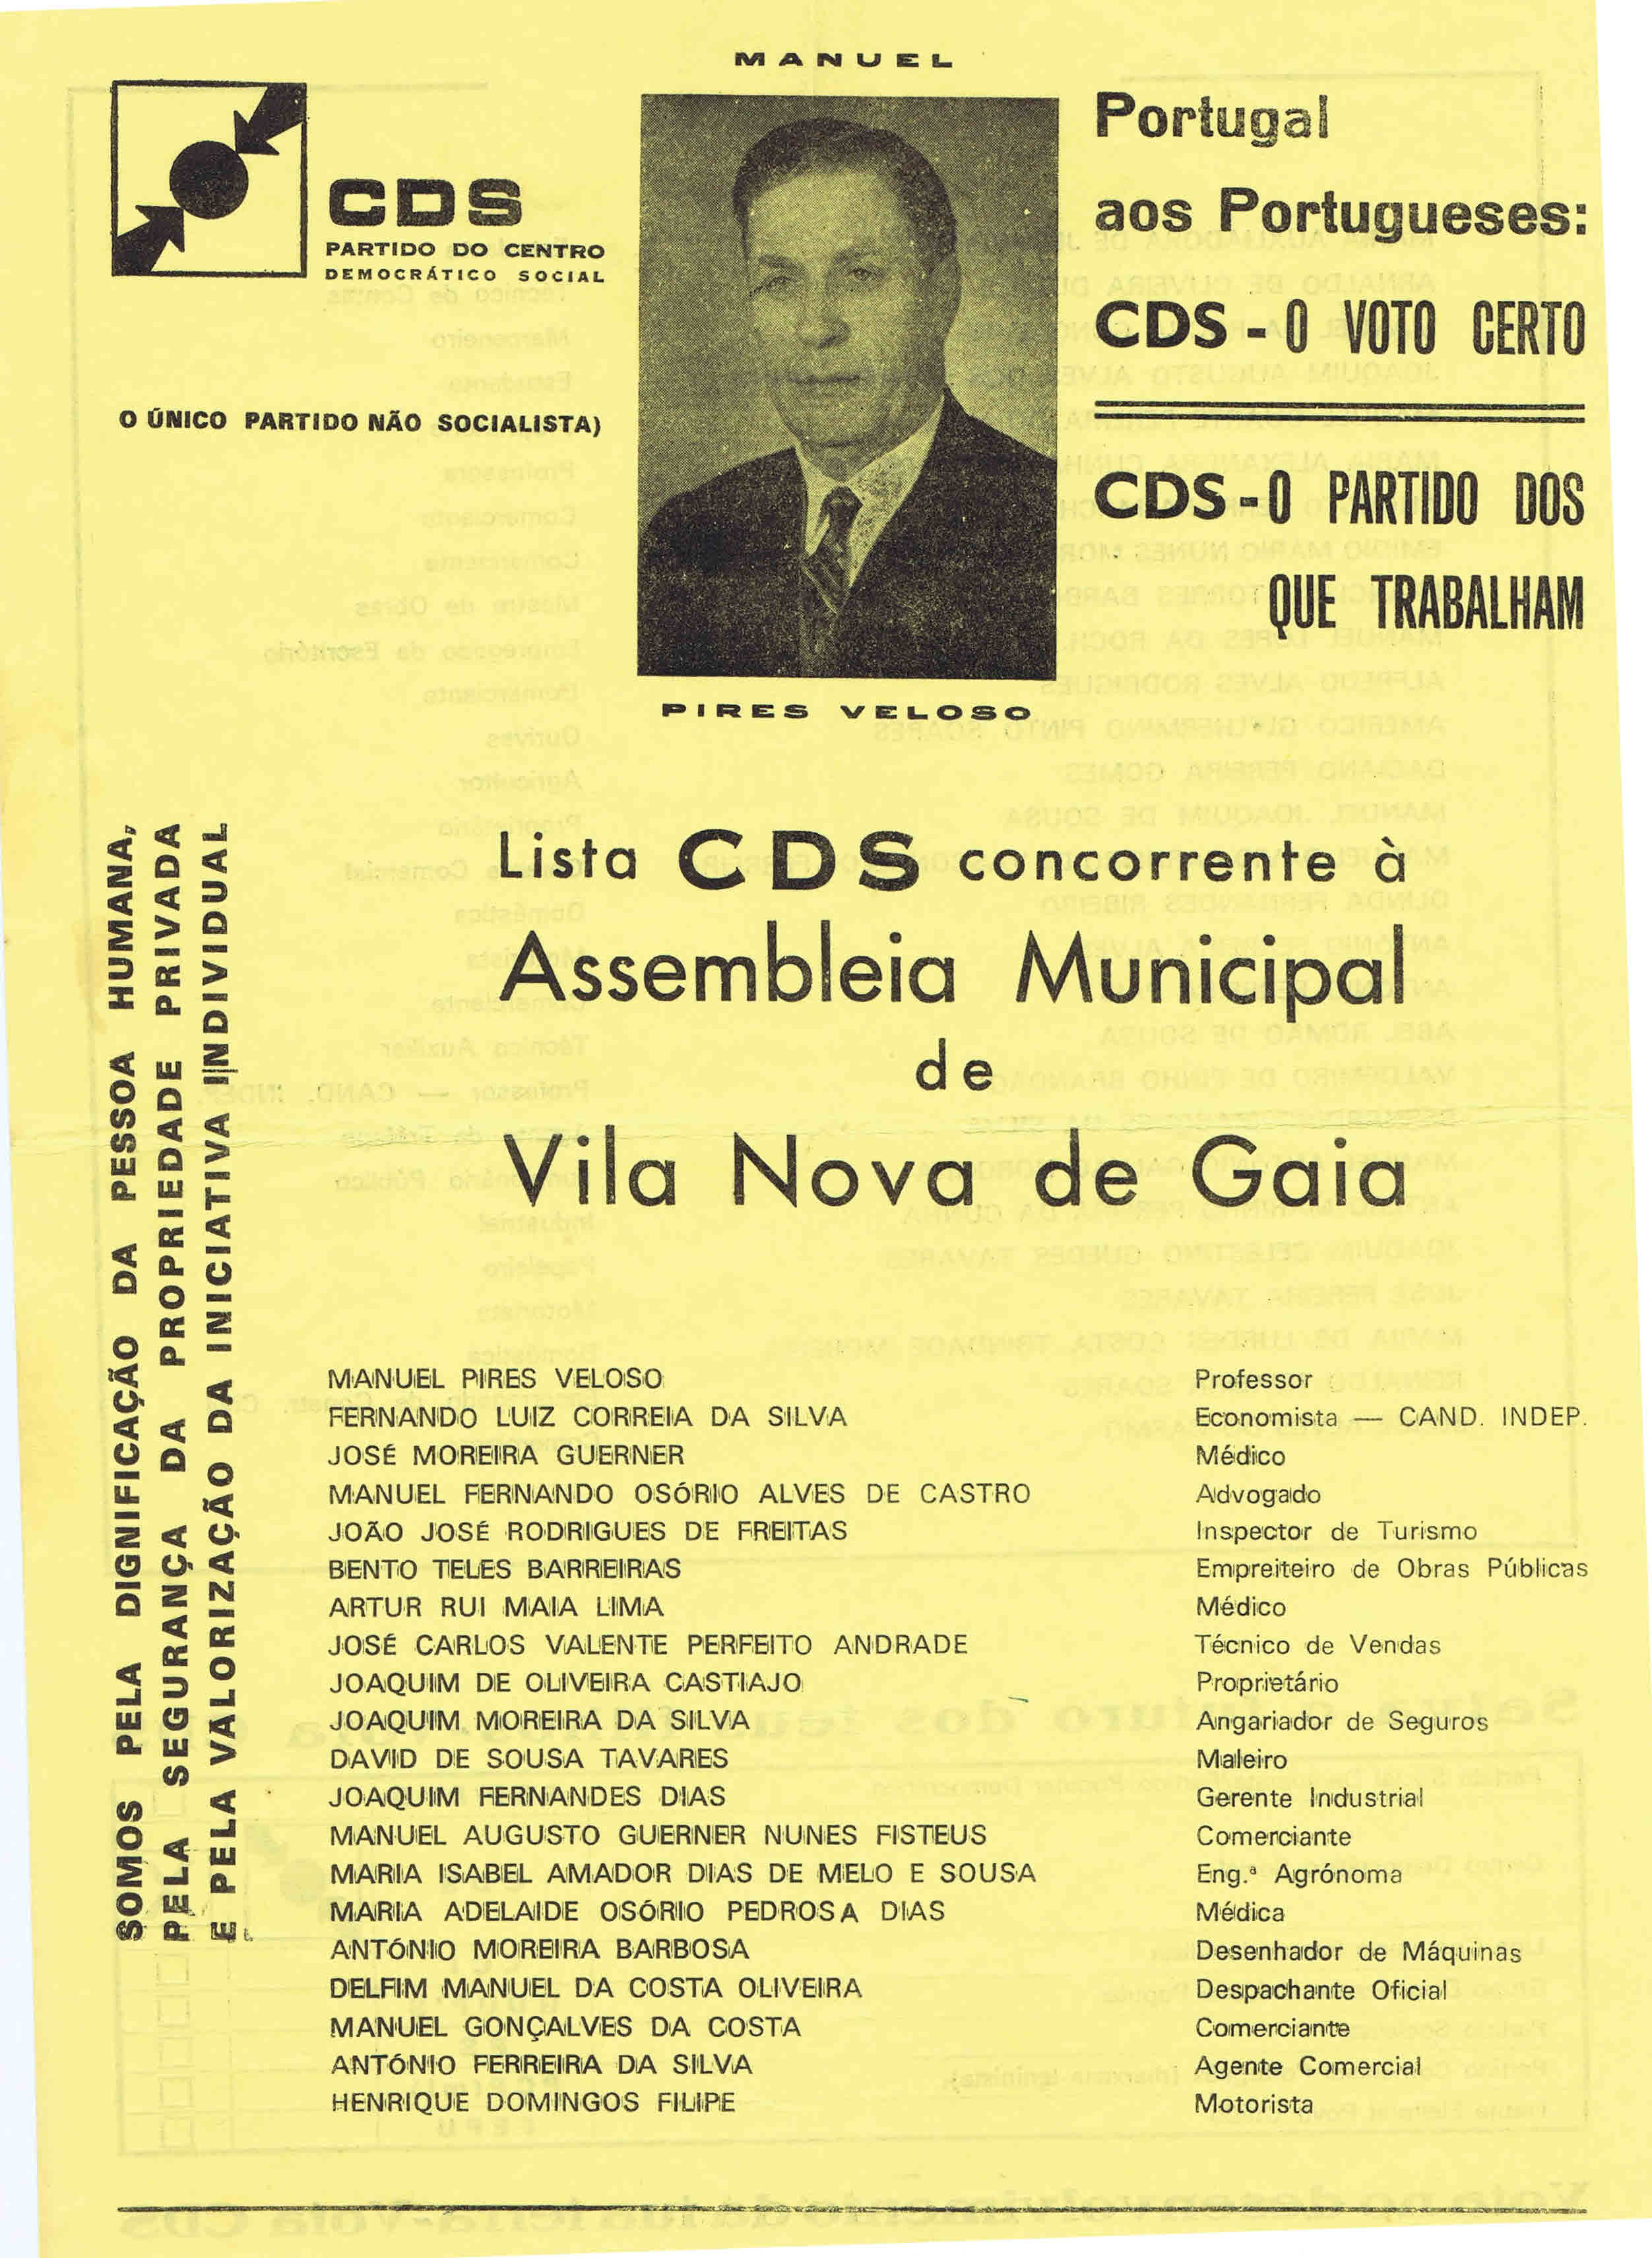 MANUEL
CDS
PARTIDO DO CENTRO
DEMOCRÁTICO SOCIAL
O ÚNICO PARTIDO NÃO SOCIALISTA)
PIRES VELOSO
Portugal
aos Portugueses:
CDS - O VOTO CERTO
CDS - O PARTIDO DOS
QUE TRABALHAM
SOMOS PELA DIGNIFICAÇÃO DA PESSOA HUMANA,
PELA SEGURANÇA DA PROPRIEDADE PRIVADA
E PELA VALORIZAÇÃO DA INICIATIVA INDIVIDUAL
Lista CDS concorrente à
Assembleia Municipal
de
Vila Nova de Gaia
MANUEL PIRES VELOSO Professor
FERNANDO LUIZ CORREIA DA SILVA Economista — CAND. INDEP.
JOSÉ MOREIRA GUERNER Médico
MANUEL FERNANDO OSÓRIO ALVES DE CASTRO Advogado
JOÃO JOSÉ RODRIGUES DE FREITAS Inspector de Turismo
BENTO TELES BARREIRAS Empreiteiro de Obras Públicas
ARTUR RUI MAIA LIMA Médico
JOSÉ CARLOS VALENTE PERFEITO ANDRADE Técnico de Vendas
JOAQUIM DE OLIVEIRA CASTIAJO Proprietário
JOAQUIM MOREIRA DA SILVA Angariador de Seguros
DAVID DE SOUSA TAVARES Maleiro
JOAQUIM FERNANDES DIAS Gerente Industrial
MANUEL AUGUSTO GUERNER NUNES FISTEUS Comerciante
MARIA ISABEL AMADOR DIAS DE MELO E SOUSA Eng.ª Agrónoma
MARIA ADELAIDE OSÓRIO PEDROSA DIAS Médica
ANTÓNIO MOREIRA BARBOSA Desenhador de Máquinas
DELFIM MANUEL DA COSTA OLIVEIRA Despachante Oficial
MANUEL GONÇALVES DA COSTA Comerciante
ANTÓNIO FERREIRA DA SILVA Agente Comercial
HENRIQUE DOMINGOS FILIPE Motorista